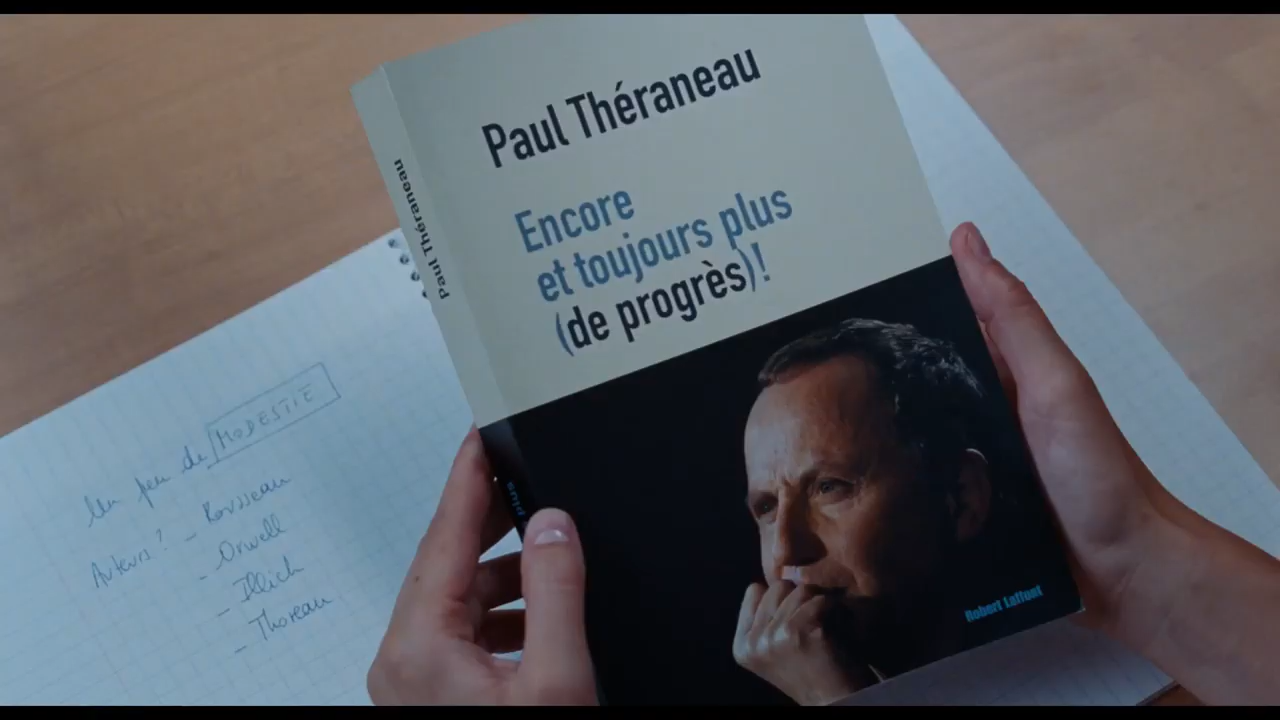 Paul Théraneau
Encore
et toujours plus
(de progrès)!
Robert Laffont
Paul Théraneau
plus
Un peu de MODESTIE
Auteurs? - Rousseau
- Orwell
- Illich
- Thoreau